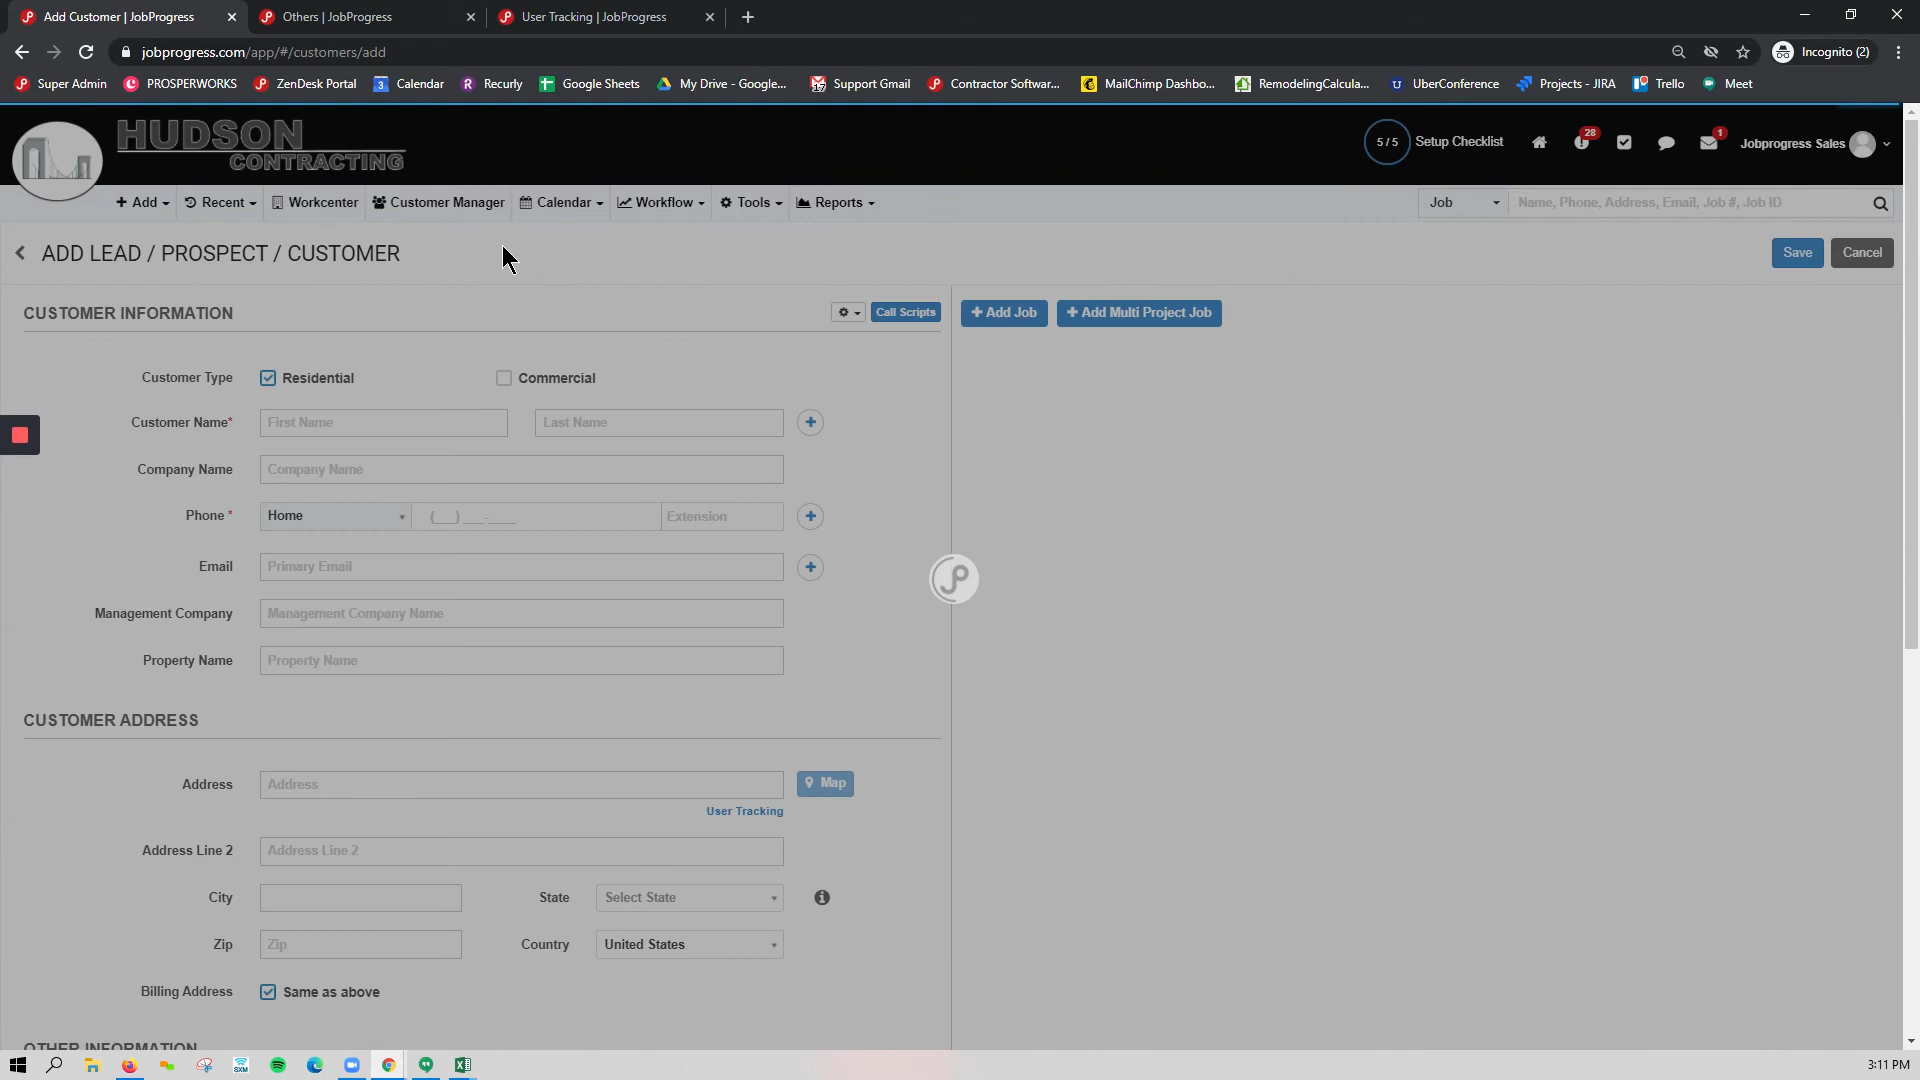 Add Customer | JobProgress
Others | JobProgress
User Tracking | JobProgress
jobprogress.com/app/#/customers/add
Incognito (2)
Super Admin
PROSPERWORKS
ZenDesk Portal
3 Calendar
Recurly
Google Sheets
My Drive - Google...
17 Support Gmail
Contractor Softwar...
MailChimp Dashbo...
RemodelingCalcula...
UberConference
Projects - JIRA
Trello
Meet
HUDSON
CONTRACTING
5 / 5 Setup Checklist
28
1
Jobprogress Sales
Add
Recent
Workcenter
Customer Manager
Calendar
Workflow
Tools
Reports
Job
Name, Phone, Address, Email, Job #, Job ID
ADD LEAD / PROSPECT / CUSTOMER
Save
Cancel
CUSTOMER INFORMATION
Call Scripts
+ Add Job
+ Add Multi Project Job
Customer Type Residential Commercial
Customer Name* First Name Last Name
Company Name Company Name
Phone * Home (___) ___-____ Extension
Email Primary Email
Management Company Management Company Name
Property Name Property Name
CUSTOMER ADDRESS
Address Address Map
User Tracking
Address Line 2 Address Line 2
City State Select State
Zip Zip Country United States
Billing Address Same as above
OTHER INFORMATION
SXM
3:11 PM